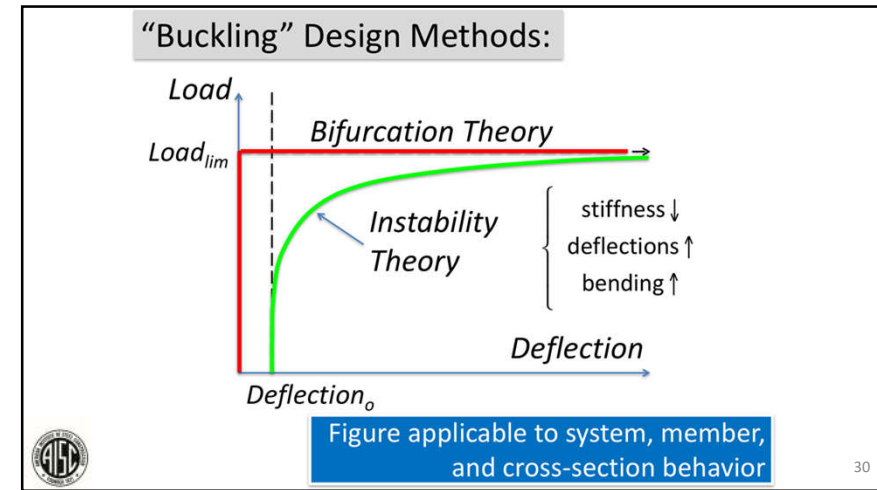 “Buckling” Design Methods:
Load
Bifurcation Theory
Load_lim
Instability
Theory
stiffness↓
deflections↑
bending↑
Deflection
Deflection_o
Figure applicable to system, member,
and cross-section behavior
AISC
30